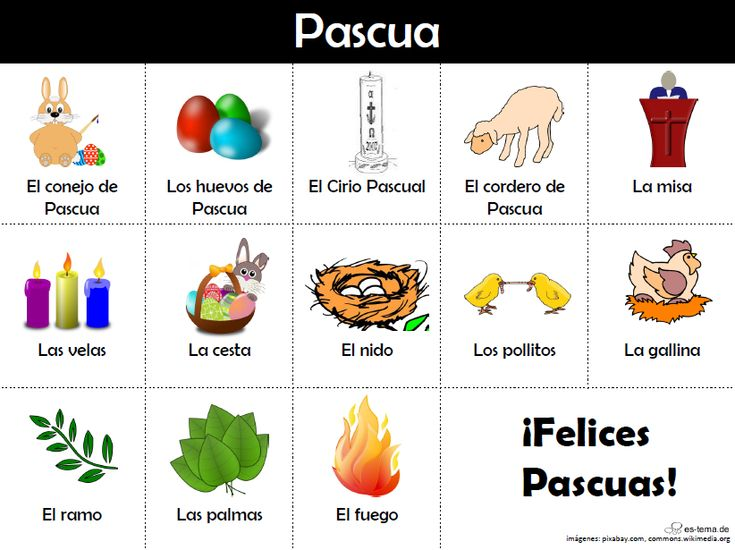 Pascua
El conejo de
Pascua
Los huevos de
Pascua
El Cirio Pascual
El cordero de
Pascua
La misa
Las velas
La cesta
El nido
Los pollitos
La gallina
El ramo
Las palmas
El fuego
¡Felices
Pascuas!
es-tema.de
imágenes: pixabay.com, commons.wikimedia.org